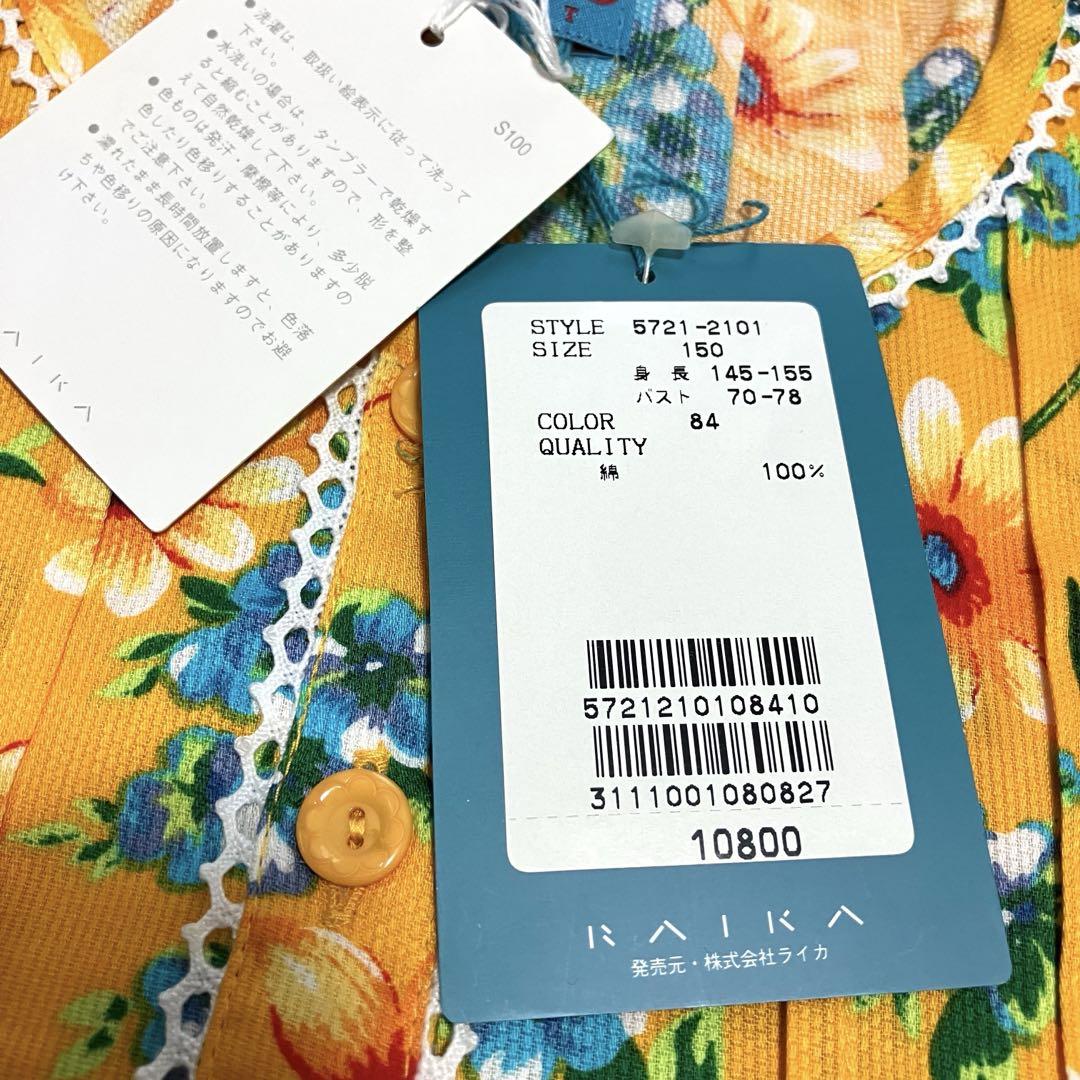 S100
● 洗濯は、取扱い絵表示に従って洗って
下さい。
● 水洗いの場合は、タンブラーで乾燥す
ると縮むことがありますので、形を整
えて自然乾燥して下さい。
● 色ものは発汗・摩擦等により、多少脱
色したり色移りすることがありますの
でご注意下さい。
● 濡れたまま長時間放置しますと、色落
ちや色移りの原因になりますのでお避
け下さい。
RAIKA
STYLE 5721-2101
SIZE 150
身長 145-155
バスト 70-78
COLOR 84
QUALITY
綿 100%
5721210108410
3111001080827
10800
RAIKA
発売元・株式会社ライカ